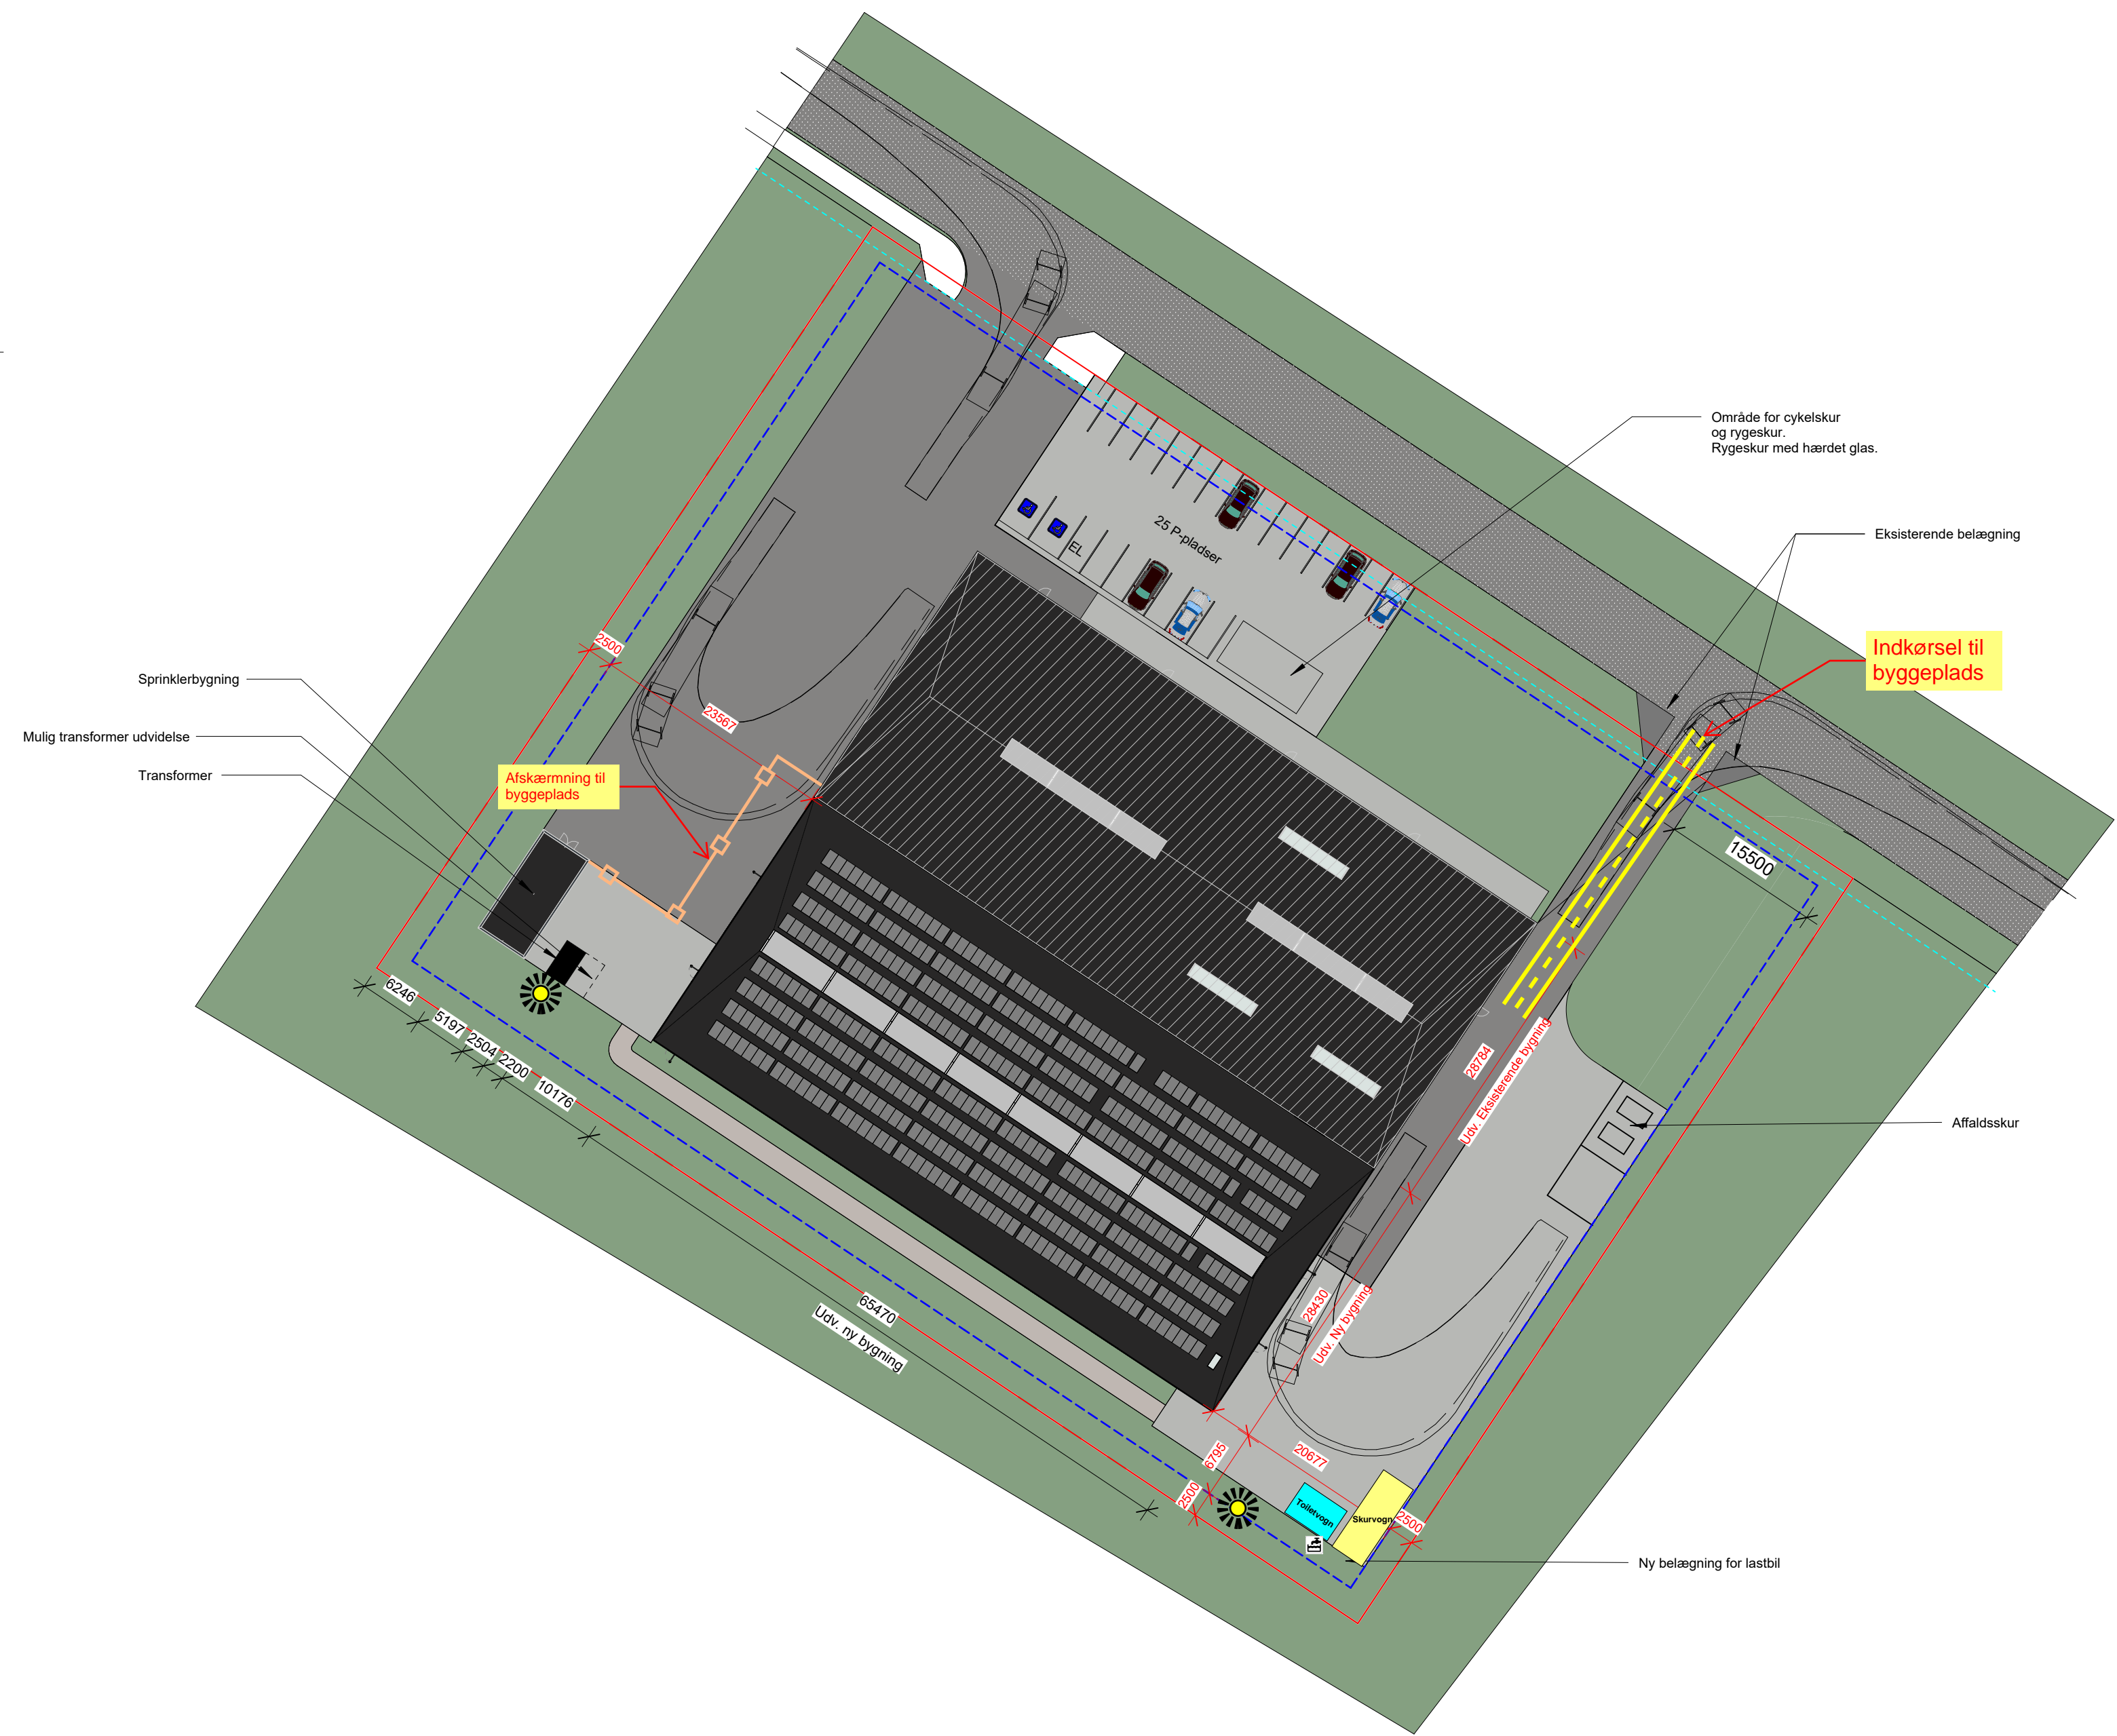 Område for cykelskur
og rygeskur.
Rygeskur med hærdet glas.
25 P-pladser
EL
Eksisterende belægning
Indkørsel til
byggeplads
2500
23567
Sprinklerbygning
Mulig transformer udvidelse
Transformer
Afskærmning til
byggeplads
15500
6246
5197
2504
2200
10176
28784
Udv. Eksisterende bygning
Affaldsskur
65470
Udv. ny bygning
28430
Udv. Ny bygning
6795
20677
2500
Toiletvogn
Skurvogn
2500
Ny belægning for lastbil